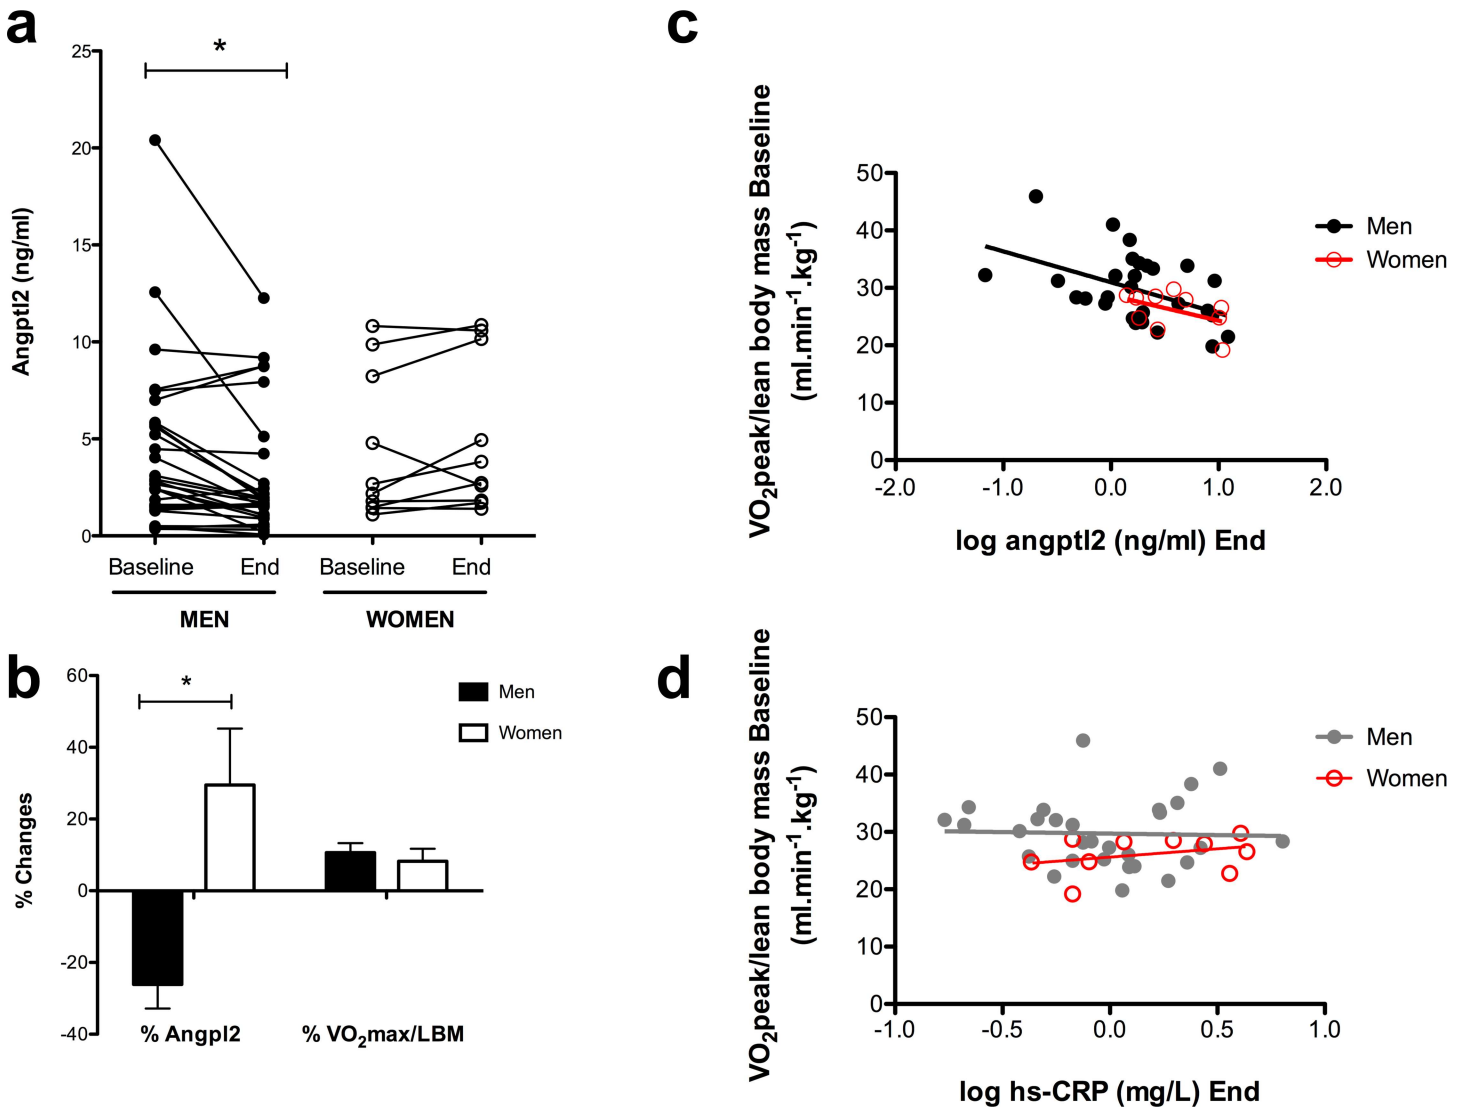 a
*
25
20
15
10
5
0
Angptl2 (ng/ml)
Baseline End Baseline End
MEN WOMEN
b
*
60
40
20
0
-20
-40
% Changes
Men
Women
% Angpl2 % VO2max/LBM
c
VO2peak/lean body mass Baseline
(ml.min-1.kg-1)
50
40
30
20
10
0
-2.0 -1.0 0.0 1.0 2.0
log angptl2 (ng/ml) End
Men
Women
d
VO2peak/lean body mass Baseline
(ml.min-1.kg-1)
50
40
30
20
10
0
-1.0 -0.5 0.0 0.5 1.0
log hs-CRP (mg/L) End
Men
Women